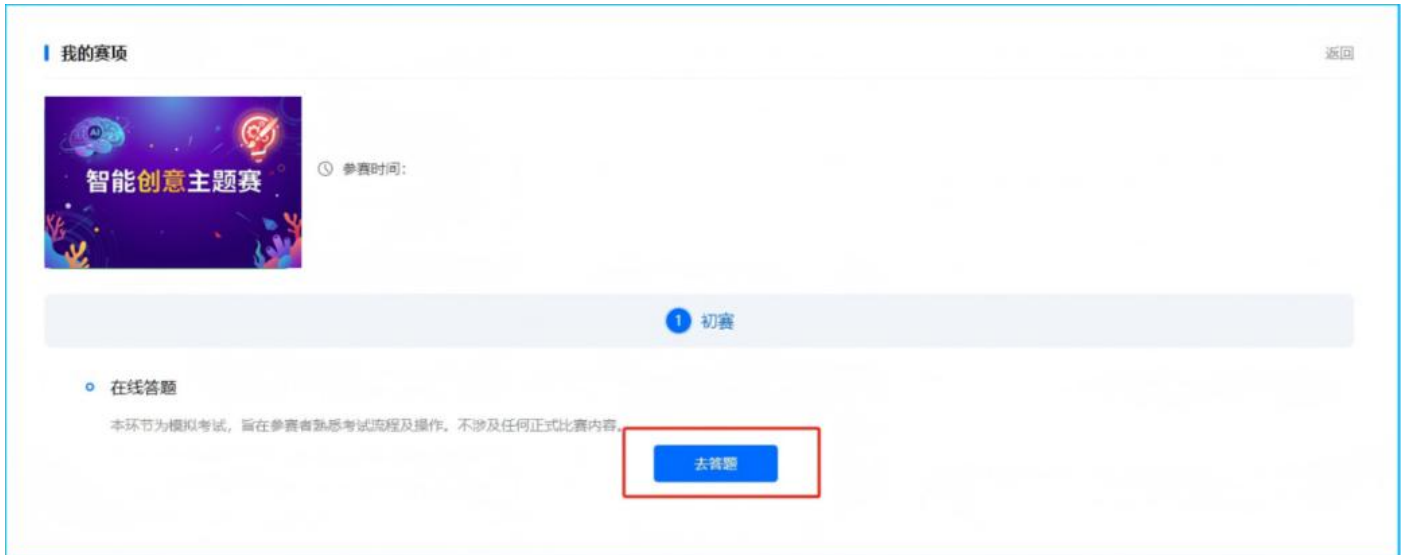 我的赛项
返回
AI
智能创意主题赛
参赛时间：
1 初赛
在线答题
本环节为模拟考试，旨在参赛者熟悉考试流程及操作。不涉及任何正式比赛内容。
去答题